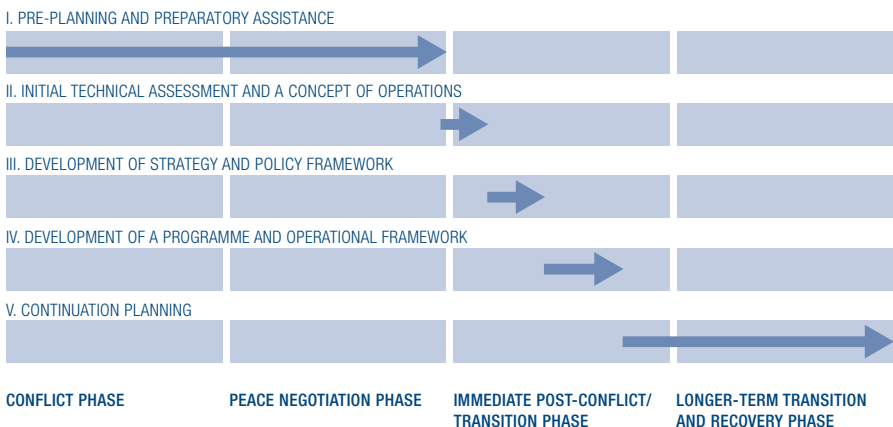 I. PRE-PLANNING AND PREPARATORY ASSISTANCE
II. INITIAL TECHNICAL ASSESSMENT AND A CONCEPT OF OPERATIONS
III. DEVELOPMENT OF STRATEGY AND POLICY FRAMEWORK
IV. DEVELOPMENT OF A PROGRAMME AND OPERATIONAL FRAMEWORK
V. CONTINUATION PLANNING
CONFLICT PHASE
PEACE NEGOTIATION PHASE
IMMEDIATE POST-CONFLICT/
TRANSITION PHASE
LONGER-TERM TRANSITION
AND RECOVERY PHASE